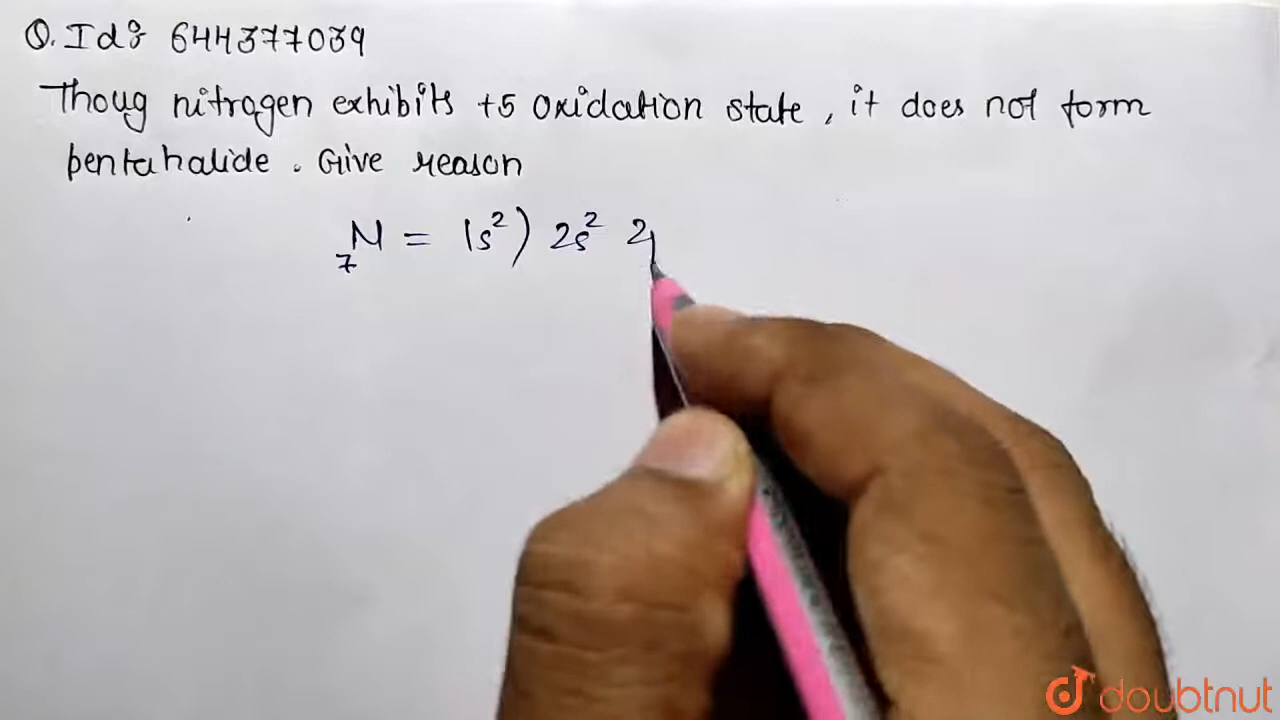 Q. Id: 644377039
Thoug nitrogen exhibits +5 oxidation state, it does not form
pentahalide. Give reason
₇N = 1s²) 2s² 2
doubtnut